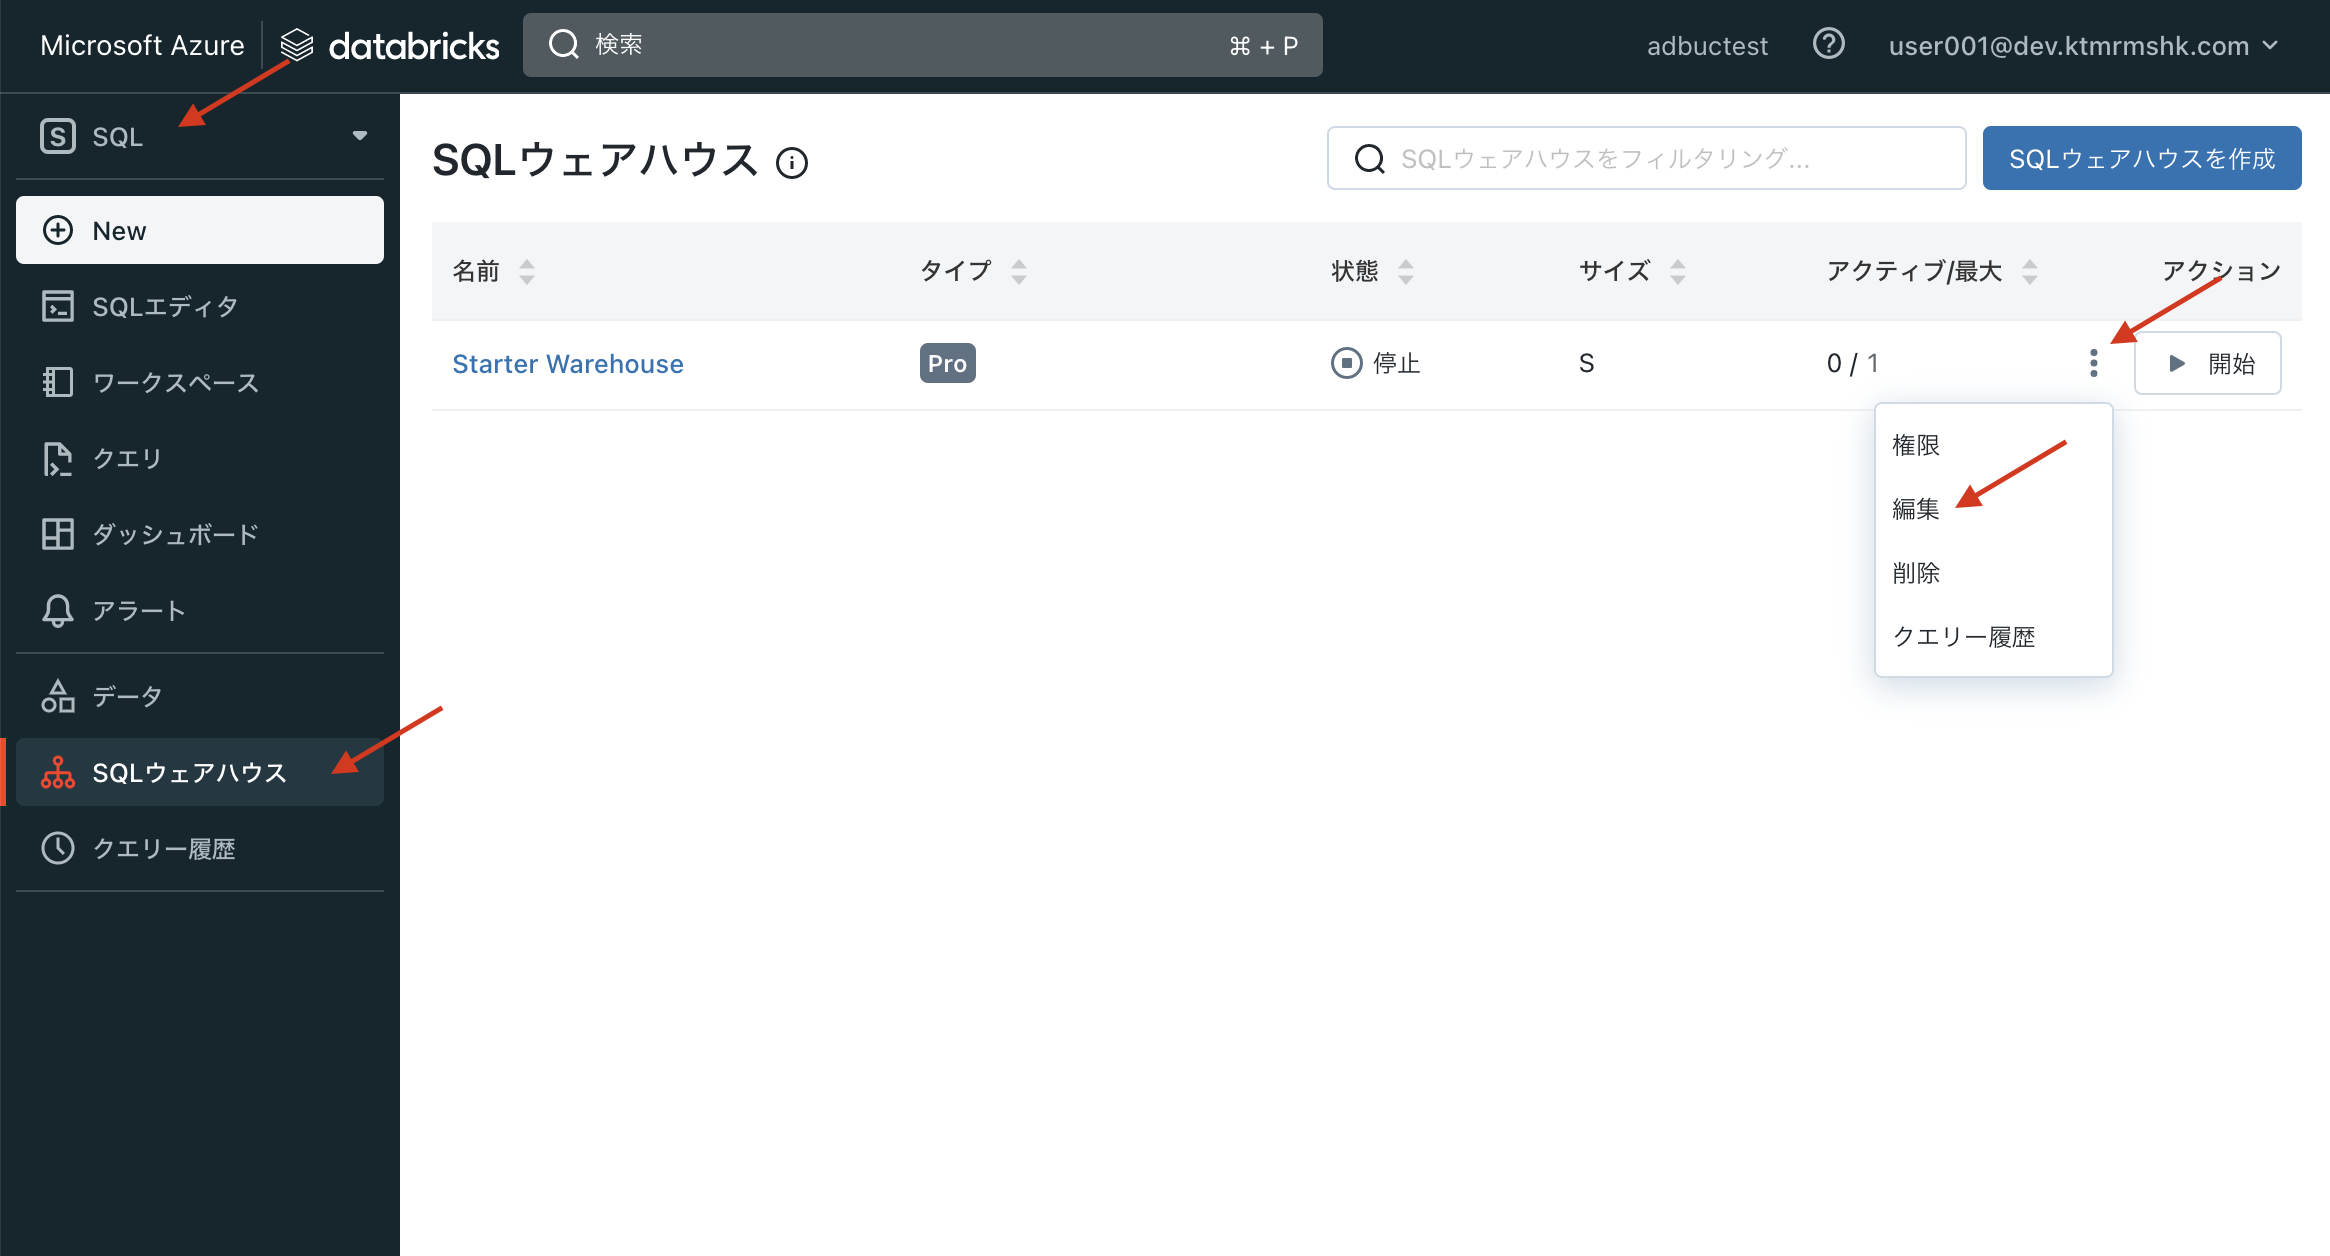 Microsoft Azure databricks 検索 ⌘ + P adbuctest user001@dev.ktmrmshk.com
S SQL
New
SQLエディタ
ワークスペース
クエリ
ダッシュボード
アラート
データ
SQLウェアハウス
クエリー履歴
SQLウェアハウス SQLウェアハウスをフィルタリング... SQLウェアハウスを作成
名前 タイプ 状態 サイズ アクティブ/最大 アクション
Starter Warehouse Pro 停止 S 0 / 1 開始
権限
編集
削除
クエリー履歴